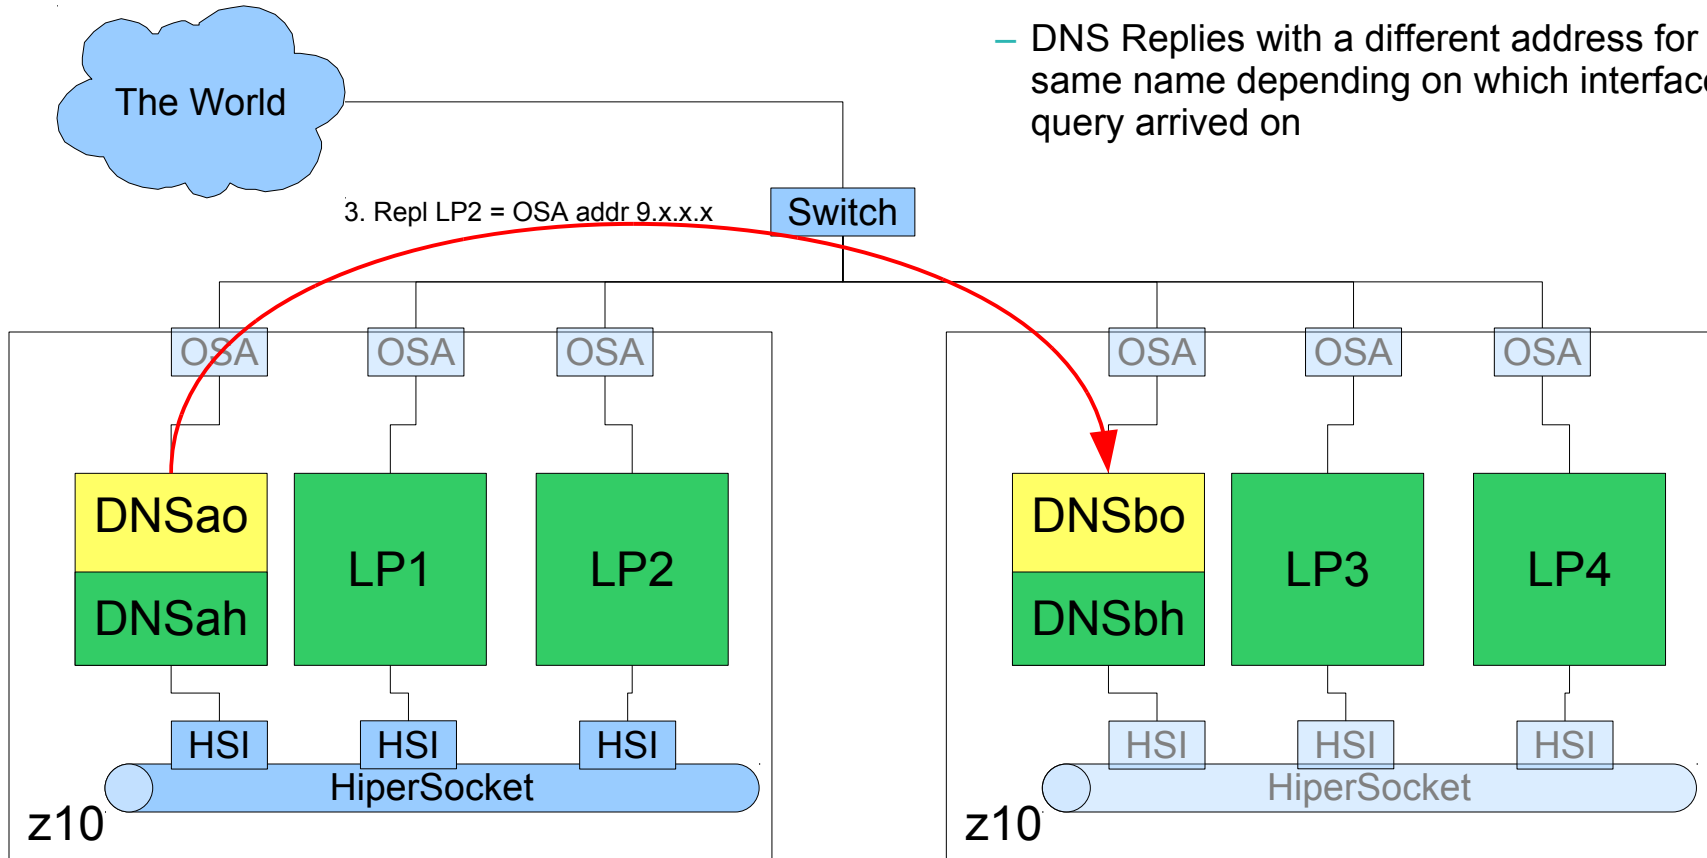 – DNS Replies with a different address for
same name depending on which interface
query arrived on
The World
3. Repl LP2 = OSA addr 9.x.x.x
Switch
OSA OSA OSA OSA OSA OSA
DNSao LP1 LP2 DNSbo LP3 LP4
DNSah DNSbh
HSI HSI HSI HSI HSI HSI
HiperSocket HiperSocket
z10 z10